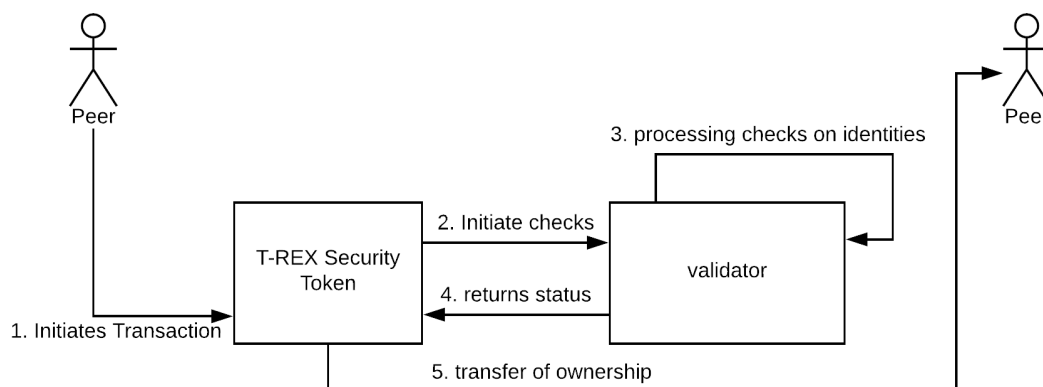 Peer
Pee
3. processing checks on identities
2. Initiate checks
T-REX Security
Token
validator
4. returns status
1. Initiates Transaction
5. transfer of ownership